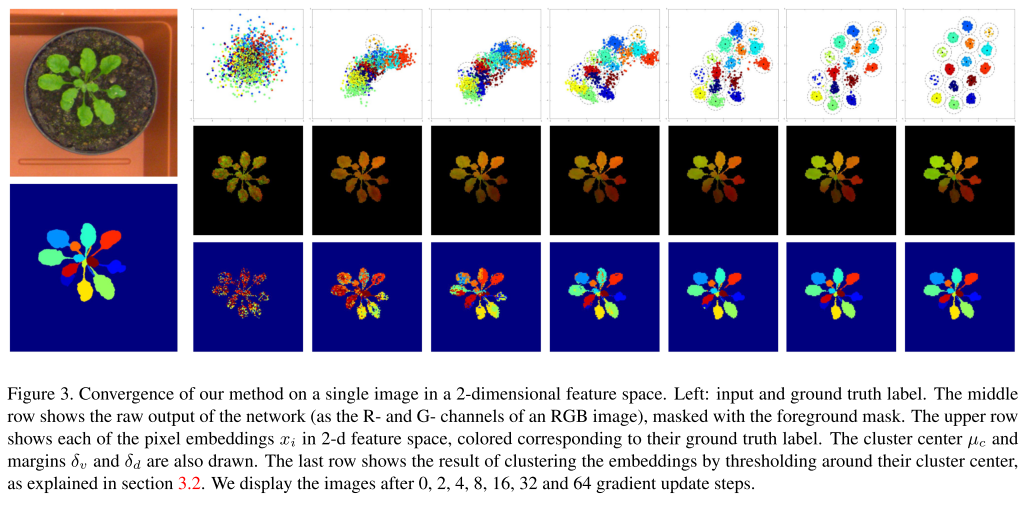 Figure 3. Convergence of our method on a single image in a 2-dimensional feature space. Left: input and ground truth label. The middle
row shows the raw output of the network (as the R- and G- channels of an RGB image), masked with the foreground mask. The upper row
shows each of the pixel embeddings xᵢ in 2-d feature space, colored corresponding to their ground truth label. The cluster center μ_c and
margins δᵥ and δ_d are also drawn. The last row shows the result of clustering the embeddings by thresholding around their cluster center,
as explained in section 3.2. We display the images after 0, 2, 4, 8, 16, 32 and 64 gradient update steps.